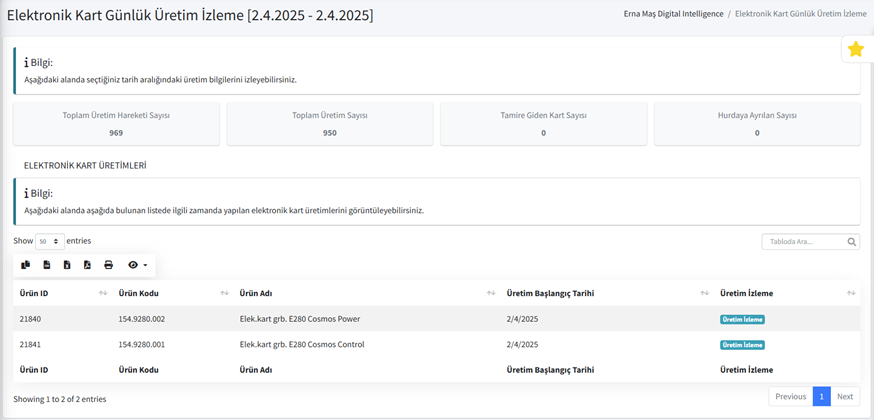 Elektronik Kart Günlük Üretim İzleme [2.4.2025 - 2.4.2025]
Erna Maş Digital Intelligence / Elektronik Kart Günlük Üretim İzleme
Bilgi:
Aşağıdaki alanda seçtiğiniz tarih aralığındaki üretim bilgilerini izleyebilirsiniz.
Toplam Üretim Hareketi Sayısı
969
Toplam Üretim Sayısı
950
Tamire Giden Kart Sayısı
0
Hurdaya Ayrılan Sayısı
0
ELEKTRONİK KART ÜRETİMLERİ
Bilgi:
Aşağıdaki alanda aşağıda bulunan listede ilgili zamanda yapılan elektronik kart üretimlerini görüntüleyebilirsiniz.
Show 50 entries
Tabloda Ara...
Ürün ID Ürün Kodu Ürün Adı Üretim Başlangıç Tarihi Üretim İzleme
21840 154.9280.002 Elek.kart grb. E280 Cosmos Power 2/4/2025 Üretim İzleme
21841 154.9280.001 Elek.kart grb. E280 Cosmos Control 2/4/2025 Üretim İzleme
Ürün ID Ürün Kodu Ürün Adı Üretim Başlangıç Tarihi Üretim İzleme
Showing 1 to 2 of 2 entries
Previous 1 Next